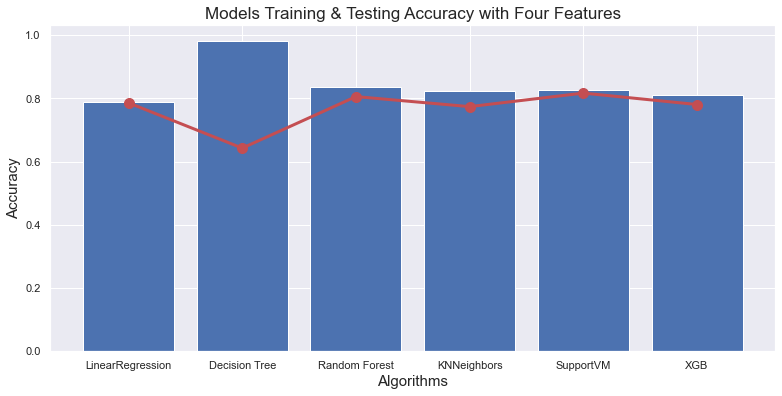 Models Training & Testing Accuracy with Four Features
Accuracy
1.0
0.8
0.6
0.4
0.2
0.0
LinearRegression
Decision Tree
Random Forest
KNNeighbors
SupportVM
XGB
Algorithms